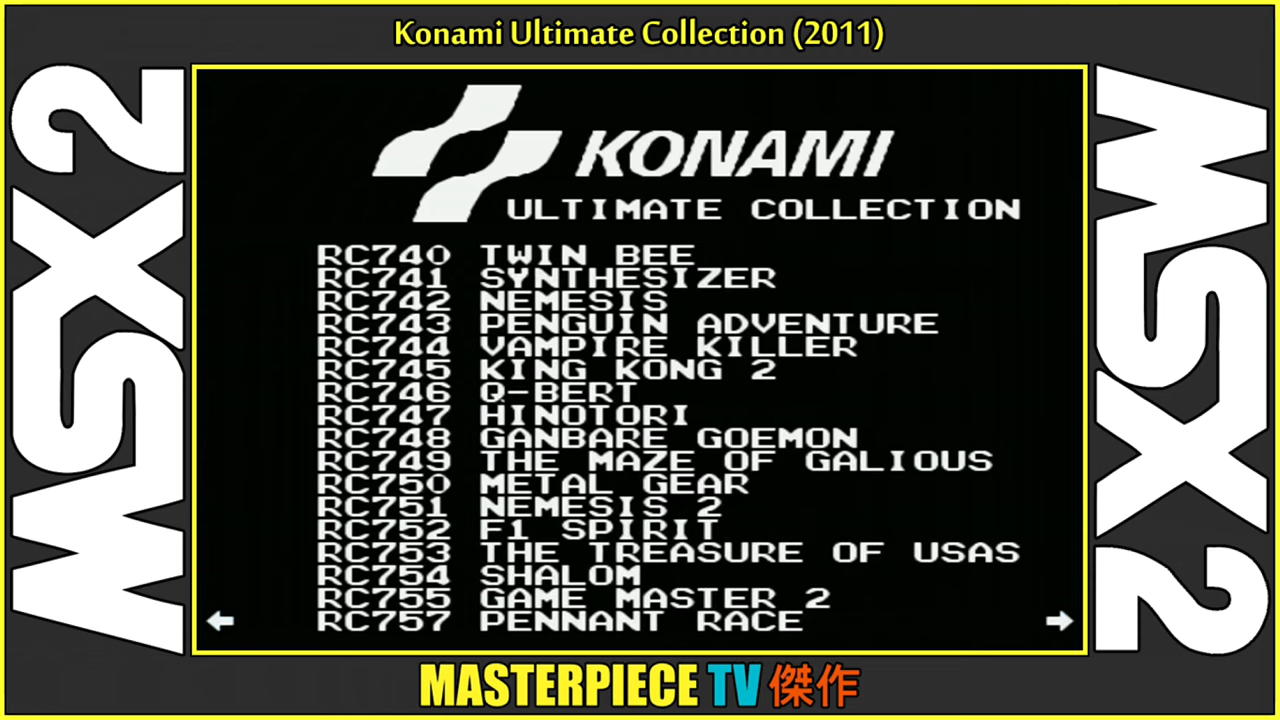 Konami Ultimate Collection (2011)
MSX2
KONAMI
ULTIMATE COLLECTION
RC740 TWIN BEE
RC741 SYNTHESIZER
RC742 NEMESIS
RC743 PENGUIN ADVENTURE
RC744 VAMPIRE KILLER
RC745 KING KONG 2
RC746 Q-BERT
RC747 HINOTORI
RC748 GANBARE GOEMON
RC749 THE MAZE OF GALIOUS
RC750 METAL GEAR
RC751 NEMESIS 2
RC752 F1 SPIRIT
RC753 THE TREASURE OF USAS
RC754 SHALOM
RC755 GAME MASTER 2
RC757 PENNANT RACE
MSX2
MASTERPIECE TV 傑作